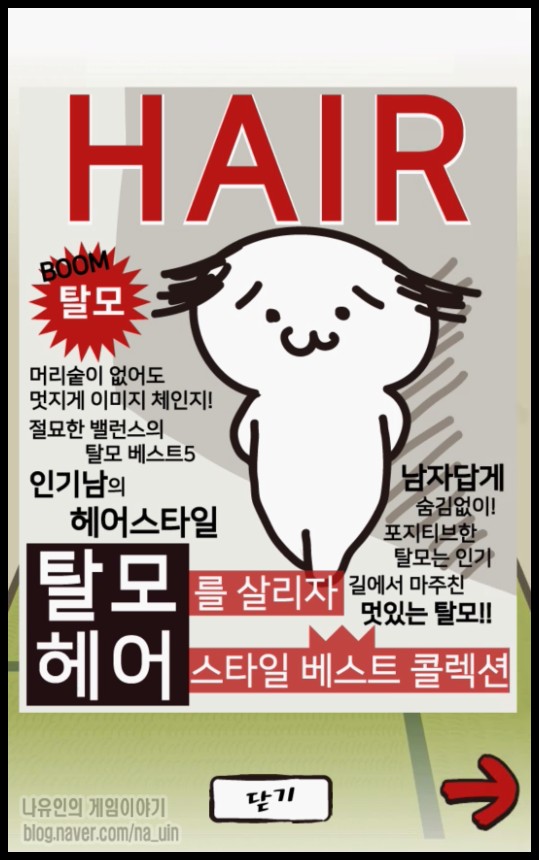 HAIR
BOOM
탈모
머리숱이 없어도
멋지게 이미지 체인지!
절묘한 밸런스의
탈모 베스트5
인기남의
헤어스타일
남자답게
숨김없이!
포지티브한
탈모는 인기
길에서 마주친
멋있는 탈모!!
탈모를 살리자
헤어스타일 베스트 콜렉션
닫기
나유인의 게임이야기
blog.naver.com/na_uin